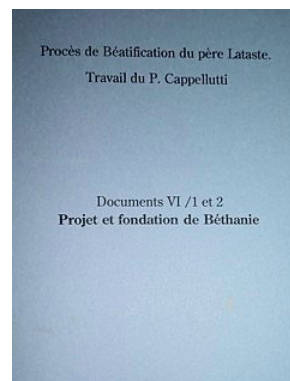 Procès de Béatification du père Lataste.
Travail du P. Cappellutti
Documents VI /1 et 2
Projet et fondation de Béthanie